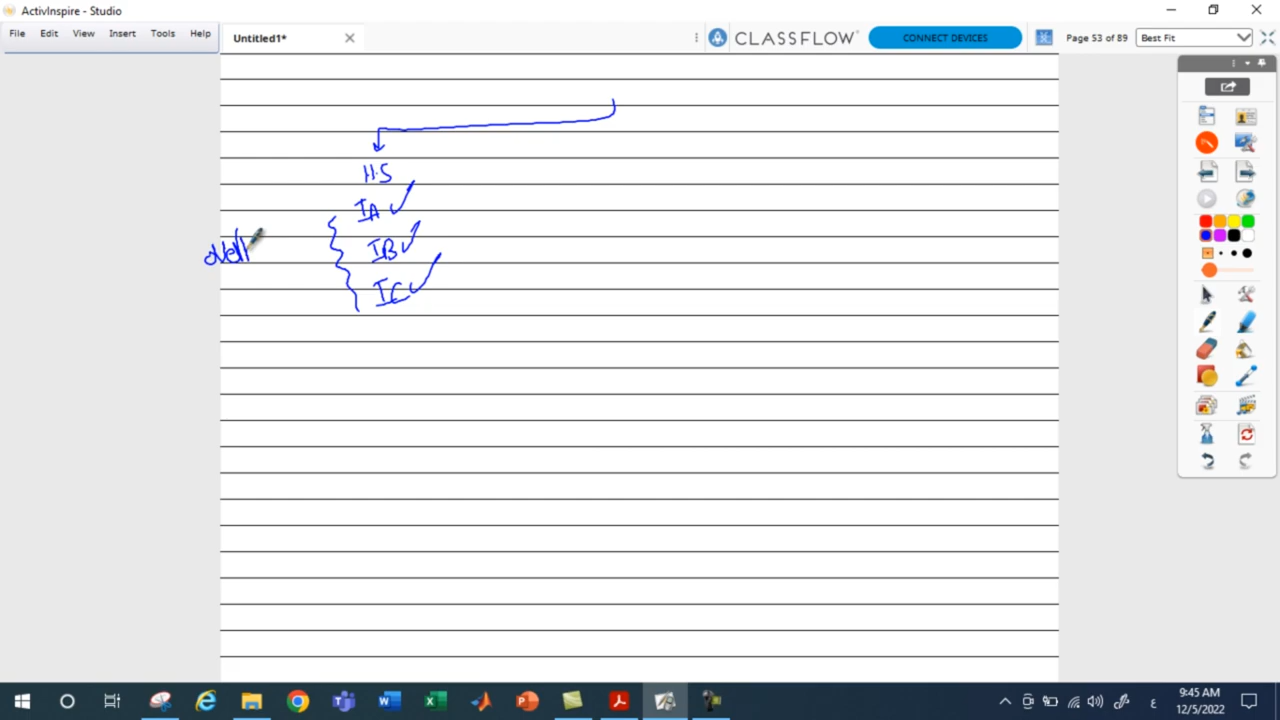 ActivInspire - Studio
File Edit View Insert Tools Help
Untitled1*
CLASSFLOW
CONNECT DEVICES
Page 53 of 89
Best Fit
H.S
IA
IB
IC
9:45 AM
12/5/2022
ع